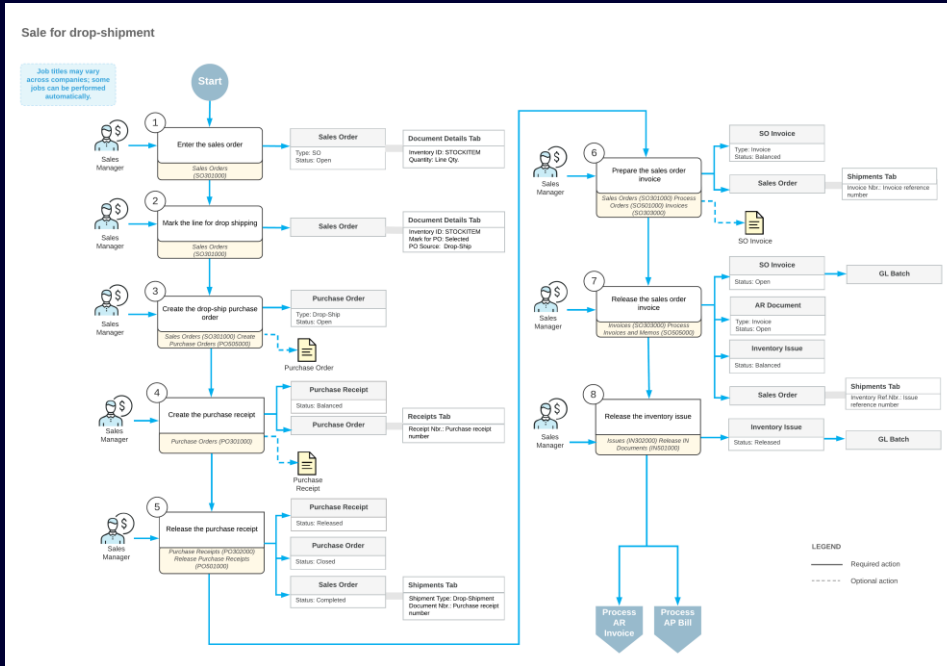 Sale for drop-shipment
Job titles may vary
across companies; some
jobs can be performed
automatically.
Start
1
Sales
Manager
Enter the sales order
Sales Orders
(SO301000)
Sales Order
Type: SO
Status: Open
Document Details Tab
Inventory ID: STOCKITEM
Quantity: Line Qty.
2
Sales
Manager
Mark the line for drop shipping
Sales Orders
(SO301000)
Sales Order
Document Details Tab
Inventory ID: STOCKITEM
Mark for PO: Selected
PO Source: Drop-Ship
3
Sales
Manager
Create the drop-ship purchase
order
Sales Orders (SO301000) Create
Purchase Orders (PO505000)
Purchase Order
Type: Drop-Ship
Status: Open
Purchase Order
4
Sales
Manager
Create the purchase receipt
Purchase Orders (PO301000)
Purchase Receipt
Status: Balanced
Purchase Order
Receipts Tab
Receipt Nbr.: Purchase receipt
number
Purchase
Receipt
5
Sales
Manager
Release the purchase receipt
Purchase Receipts (PO302000)
Release Purchase Receipts
(PO501000)
Purchase Receipt
Status: Released
Purchase Order
Status: Closed
Sales Order
Status: Completed
Shipments Tab
Shipment Type: Drop-Shipment
Document Nbr.: Purchase receipt
number
6
Sales
Manager
Prepare the sales order
invoice
Sales Orders (SO301000) Process
Orders (SO501000) Invoices
(SO303000)
SO Invoice
Type: Invoice
Status: Balanced
Sales Order
Shipments Tab
Invoice Nbr.: Invoice reference
number
SO Invoice
7
Sales
Manager
Release the sales order
invoice
Invoices (SO303000) Process
Invoices and Memos (SO505000)
SO Invoice
Status: Open
GL Batch
AR Document
Type: Invoice
Status: Open
Inventory Issue
Status: Balanced
Sales Order
Shipments Tab
Inventory Ref.Nbr.: Issue
reference number
8
Sales
Manager
Release the inventory issue
Issues (IN302000) Release IN
Documents (IN501000)
Inventory Issue
Status: Released
GL Batch
LEGEND
Required action
Optional action
Process
AR
Invoice
Process
AP Bill